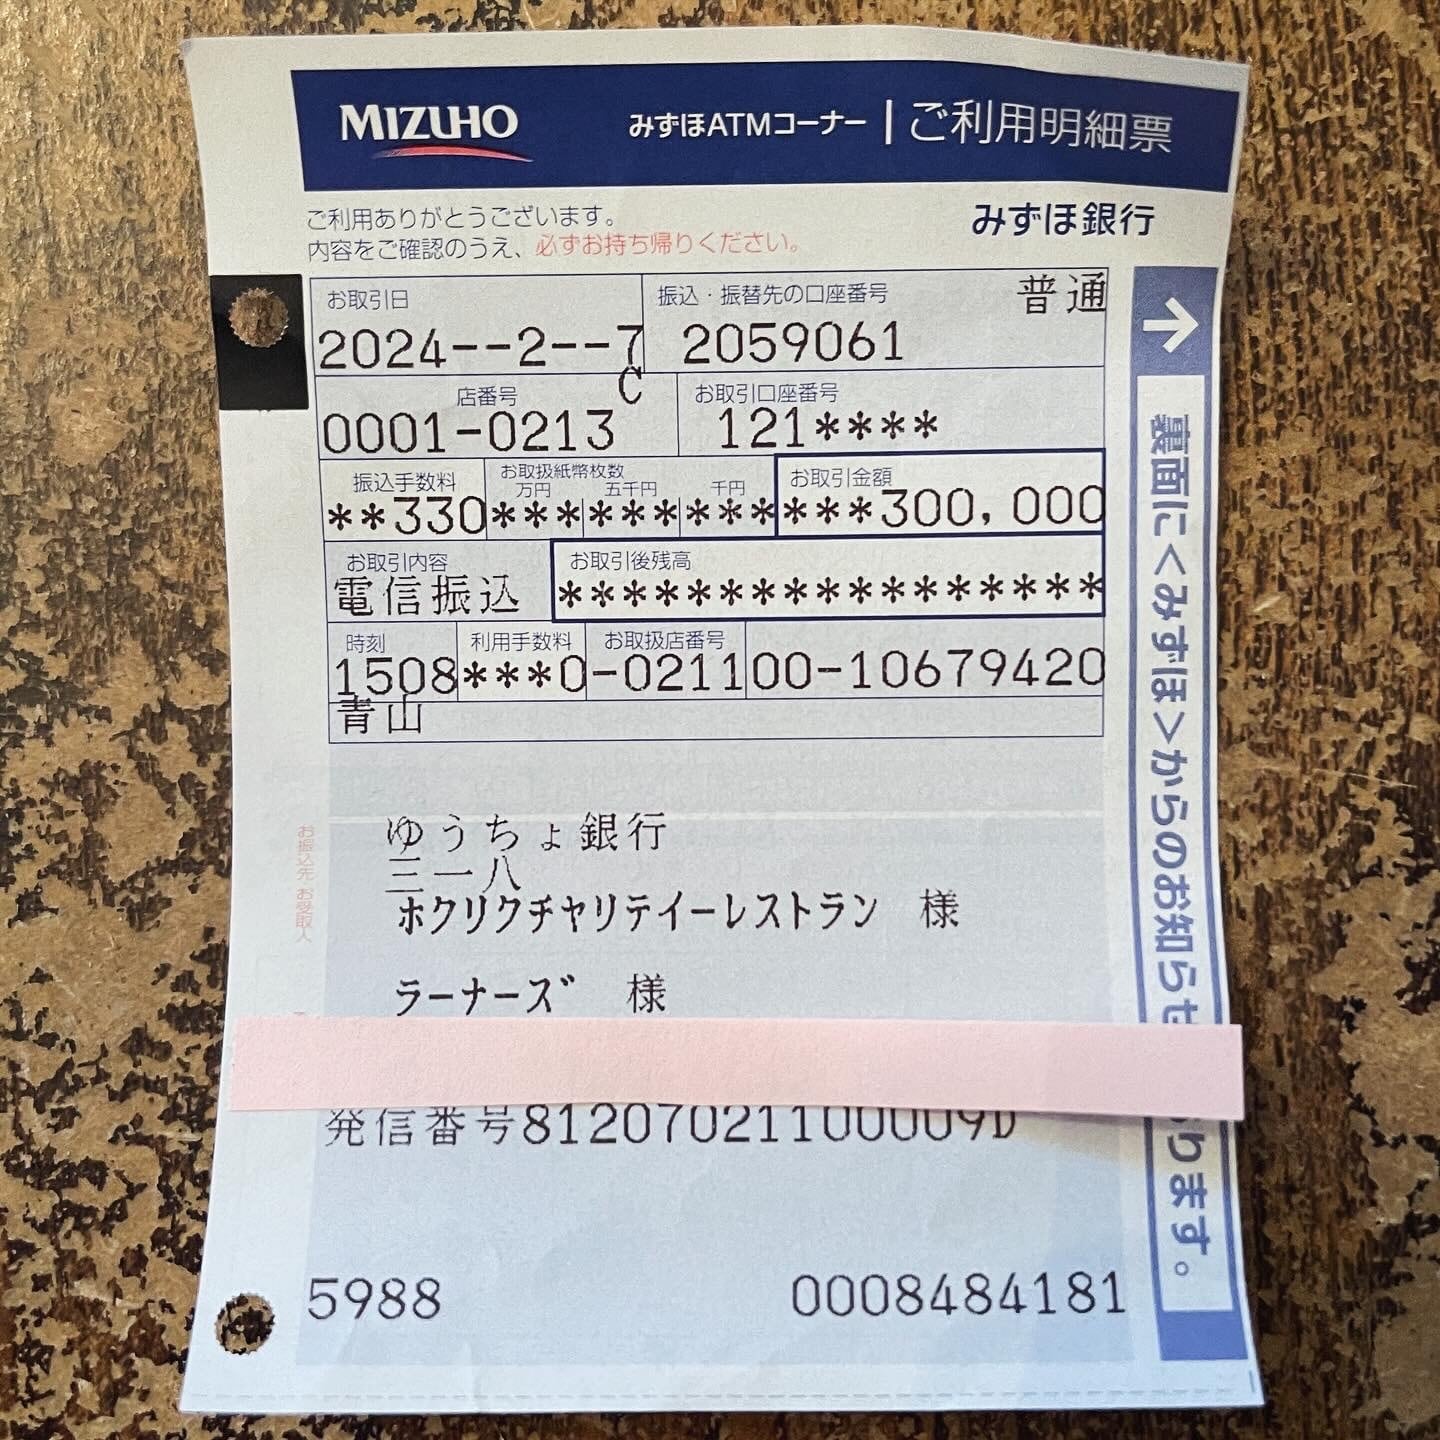 MIZUHO みずほATMコーナー | ご利用明細票
ご利用ありがとうございます。
内容をご確認のうえ、必ずお持ち帰りください。
みずほ銀行
お取引日 振込・振替先の口座番号 普通
2024--2--7 2059061
店番号 C お取引口座番号
0001-0213 121****
振込手数料 お取扱紙幣枚数 万円 五千円 千円 お取引金額
**330 *** *** *** ***300,000
お取引内容 お取引後残高
電信振込 *****************
時刻 利用手数料 お取扱店番号
1508 ***0 -0211 00-10679420
青山
お振込先 お受取人
ゆうちょ銀行
三一八
ホクリクチャリテイーレストラン 様
ラーナーズ 様
発信番号81207021100009D
5988 0008484181
→
裏面に<みずほ>からのお知らせ
ります。